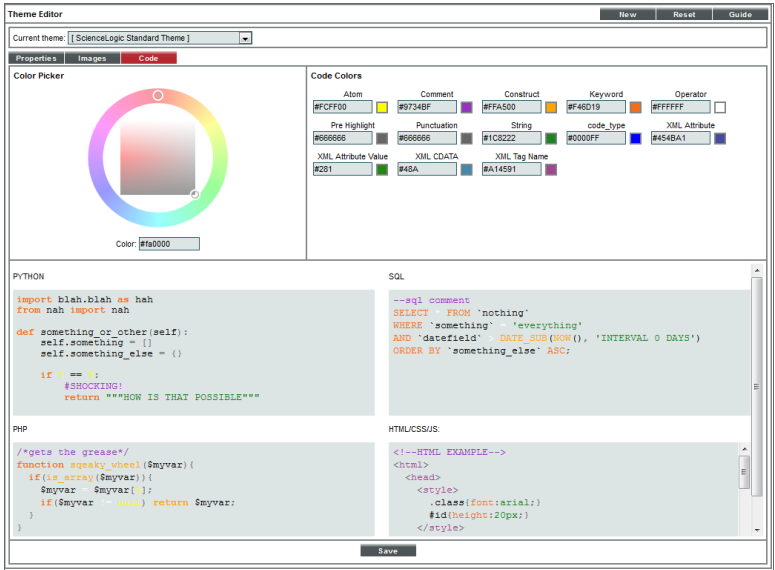 Theme Editor New Reset Guide
Current theme: [ ScienceLogic Standard Theme ]
Properties Images Code
Color Picker
Color: #fa0000
Code Colors
Atom Comment Construct Keyword Operator
#FCFF00 #9734BF #FFA500 #F46D19 #FFFFFF
Pre Highlight Punctuation String code_type XML Attribute
#666666 #666666 #1C8222 #0000FF #454BA1
XML Attribute Value XML CDATA XML Tag Name
#281 #48A #A14591
PYTHON
import blah.blah as hah
from nah import nah
def something_or_other(self):
self.something = []
self.something_else = {}
if == :
#SHOCKING!
return """HOW IS THAT POSSIBLE"""
SQL
--sql comment
SELECT * FROM `nothing`
WHERE `something` = 'everything'
AND `datefield` > DATE_SUB(NOW(), 'INTERVAL 0 DAYS')
ORDER BY `something_else` ASC;
PHP
/*gets the grease*/
function sqeaky_wheel($myvar){
if(is_array($myvar)){
$myvar = $myvar[];
if($myvar != null) return $myvar;
}
}
HTML/CSS/JS:
<!--HTML EXAMPLE-->
<html>
<head>
<style>
.class{font:arial;}
#id{height:20px;}
</style>
Save